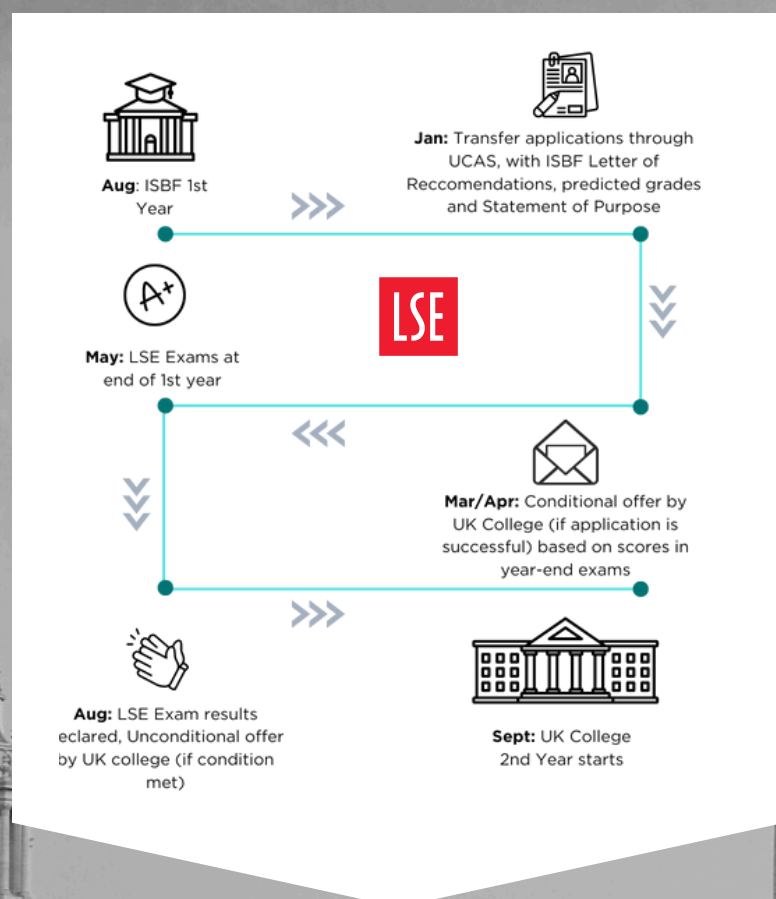 Aug: ISBF 1st
Year
Jan: Transfer applications through
UCAS, with ISBF Letter of
Reccomendations, predicted grades
and Statement of Purpose
LSE
A+
May: LSE Exams at
end of 1st year
Mar/Apr: Conditional offer by
UK College (if application is
successful) based on scores in
year-end exams
Aug: LSE Exam results
eclared, Unconditional offer
by UK college (if condition
met)
Sept: UK College
2nd Year starts